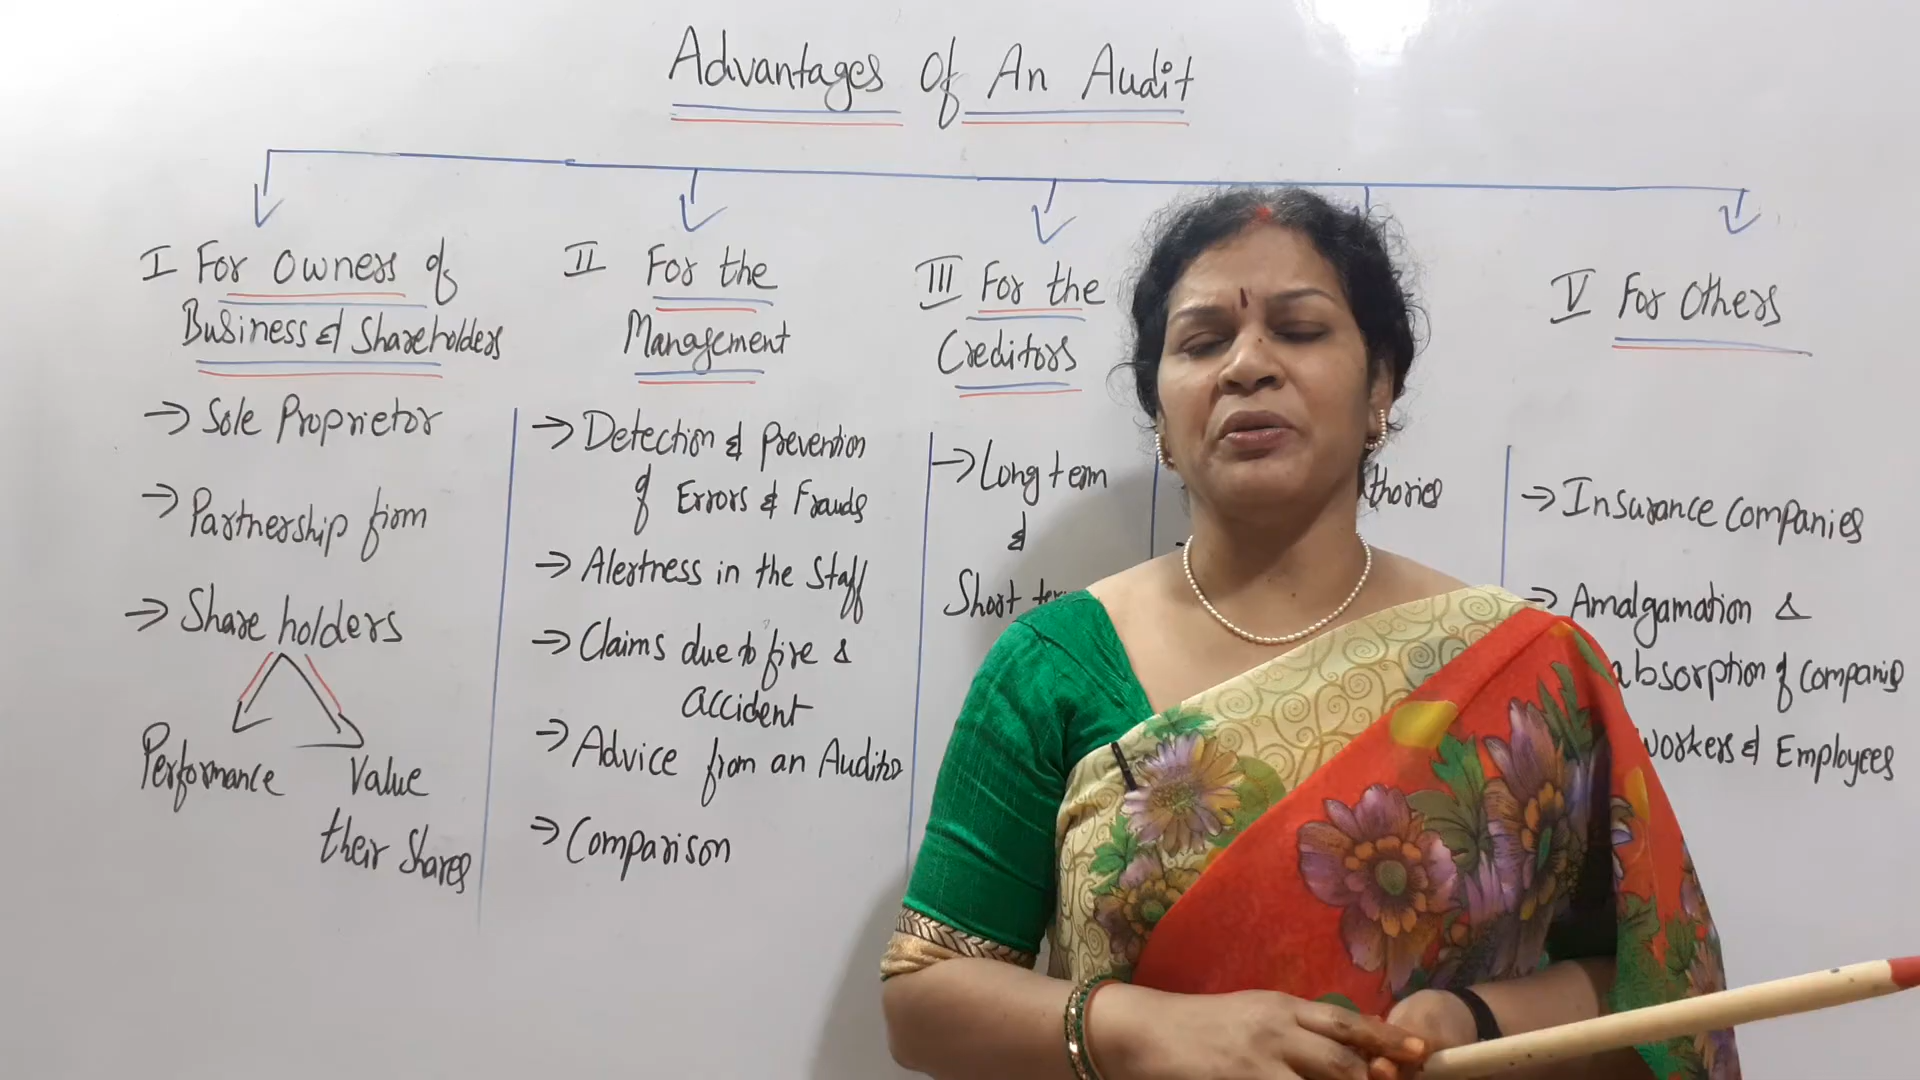 Advantages Of An Audit
I For Owners of
Business & Shareholders
→ Sole Proprietor
→ Partnership firm
→ Share holders
Performance
Value
their Shares
II For the
Management
→ Detection & Prevention
of Errors & Frauds
→ Alertness in the Staff
→ Claims due to fire &
accident
→ Advice from an Auditor
→ Comparison
III For the
Creditors
→ Long term
&
Short
V For Others
→ Insurance Companies
→ Amalgamation &
absorption of Companies
workers & Employees